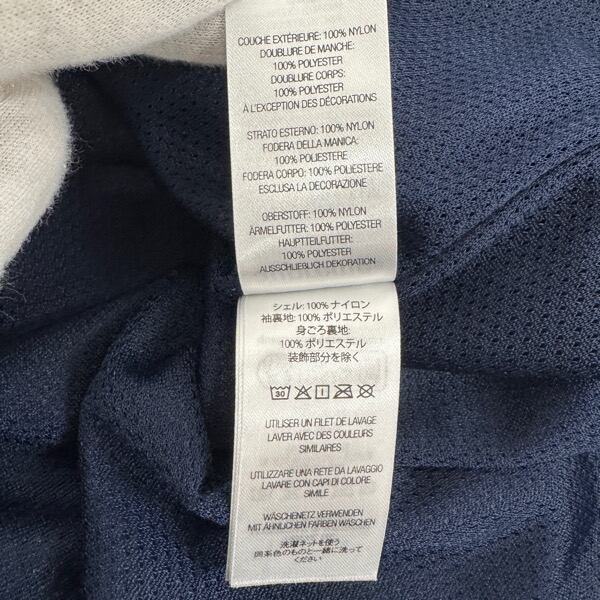 COUCHE EXTÉRIEURE: 100% NYLON
DOUBLURE DE MANCHE:
100% POLYESTER
DOUBLURE CORPS:
100% POLYESTER
À L'EXCEPTION DES DÉCORATIONS
STRATO ESTERNO: 100% NYLON
FODERA DELLA MANICA:
100% POLIESTERE
FODERA CORPO: 100% POLIESTERE
ESCLUSA LA DECORAZIONE
OBERSTOFF: 100% NYLON
ÄRMELFUTTER: 100% POLYESTER
HAUPTTEILFUTTER:
100% POLYESTER
AUSSCHLIEßLICH DEKORATION
シェル: 100% ナイロン
袖裏地: 100% ポリエステル
身ごろ裏地:
100% ポリエステル
装飾部分を除く
30
UTILISER UN FILET DE LAVAGE
LAVER AVEC DES COULEURS
SIMILAIRES
UTILIZZARE UNA RETE DA LAVAGGIO
LAVARE CON CAPI DI COLORE
SIMILE
WÄSCHENETZ VERWENDEN
MIT ÄHNLICHEN FARBEN WASCHEN
洗濯ネットを使う
同系色のものと一緒に洗って
ください